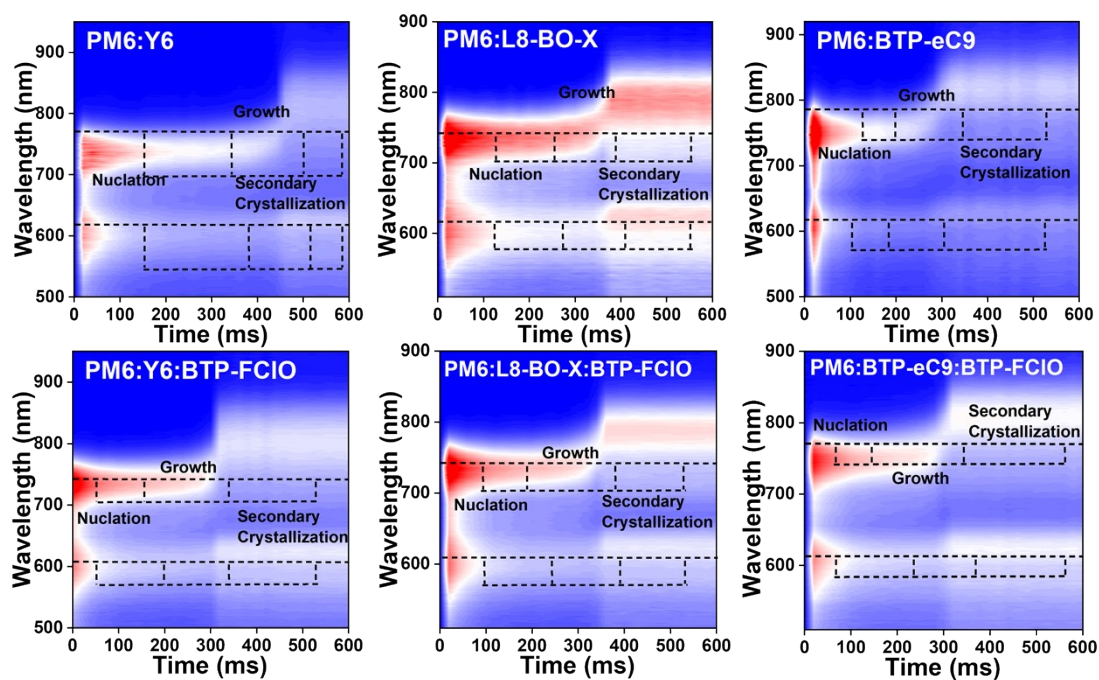 PM6:Y6
Wavelength (nm)
900
800
700
600
500
Growth
Nuclation
Secondary
Crystallization
0 100 200 300 400 500 600
Time (ms)
PM6:L8-BO-X
Wavelength (nm)
900
800
700
600
Growth
Nuclation
Secondary
Crystallization
0 100 200 300 400 500 600
Time (ms)
PM6:BTP-eC9
Wavelength (nm)
900
800
700
600
500
Growth
Nuclation
Secondary
Crystallization
0 100 200 300 400 500 600
Time (ms)
PM6:Y6:BTP-FClO
Wavelength (nm)
900
800
700
600
500
Growth
Nuclation
Secondary
Crystallization
0 100 200 300 400 500 600
Time (ms)
PM6:L8-BO-X:BTP-FClO
Wavelength (nm)
900
800
700
600
Growth
Nuclation
Secondary
Crystallization
0 100 200 300 400 500 600
Time (ms)
PM6:BTP-eC9:BTP-FClO
Wavelength (nm)
900
800
700
600
Nuclation
Secondary
Crystallization
Growth
0 100 200 300 400 500 600
Time (ms)